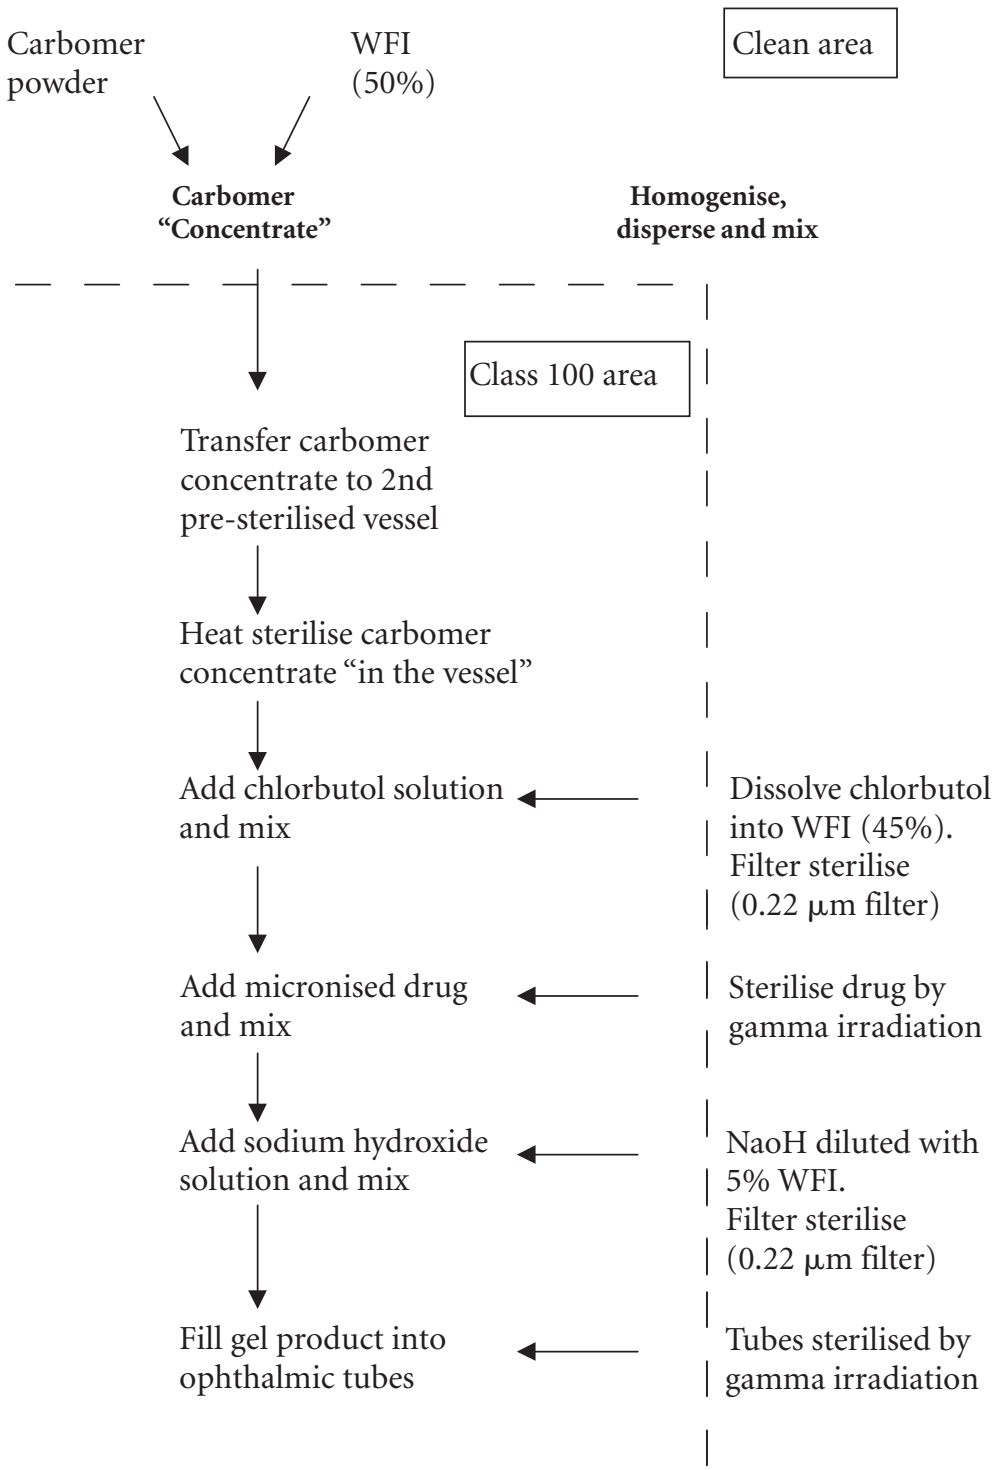 Carbomer
powder
WFI
(50%)
Clean area
Carbomer
“Concentrate”
Homogenise,
disperse and mix
Class 100 area
Transfer carbomer
concentrate to 2nd
pre-sterilised vessel
Heat sterilise carbomer
concentrate “in the vessel”
Add chlorbutol solution
and mix
Dissolve chlorbutol
into WFI (45%).
Filter sterilise
(0.22 μm filter)
Add micronised drug
and mix
Sterilise drug by
gamma irradiation
Add sodium hydroxide
solution and mix
NaoH diluted with
5% WFI.
Filter sterilise
(0.22 μm filter)
Fill gel product into
ophthalmic tubes
Tubes sterilised by
gamma irradiation